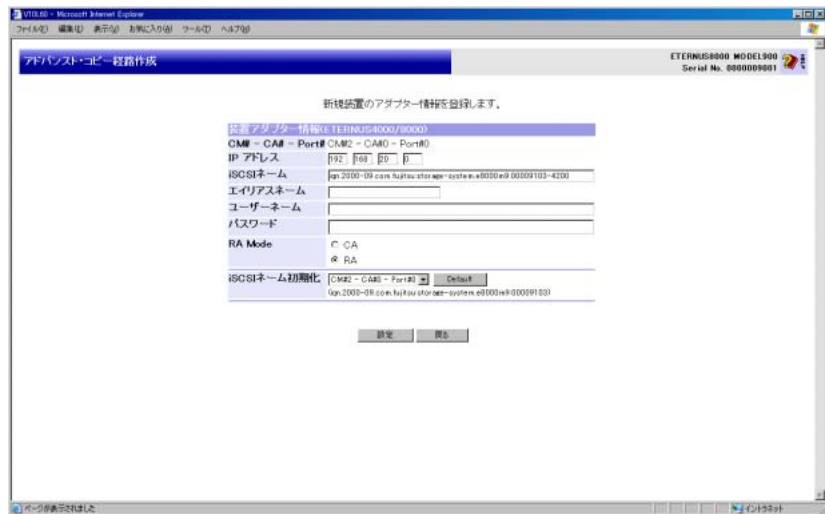 V10L60 - Microsoft Internet Explorer
ファイル(F) 編集(E) 表示(V) お気に入り(A) ツール(T) ヘルプ(H)
アドバンスト・コピー経路作成
ETERNUS8000 MODEL900
Serial No. 0000009001
新規装置のアダプター情報を登録します。
装置アダプター情報(ETERNUS4000/8000)
CM# - CA# - Port# CM#2 - CA#0 - Port#0
IP アドレス 192 168 20 0
iSCSIネーム iqn.2000-09.com.fujitsu:storage-system.e8000m9:00009103-4200
エイリアスネーム
ユーザーネーム
パスワード
RA Mode CA
RA
iSCSIネーム初期化 CM#2 - CA#0 - Port#0 Default
(iqn.2000-09.com.fujitsu:storage-system.e8000m9:00009103)
設定 戻る
ページが表示されました
イントラネット